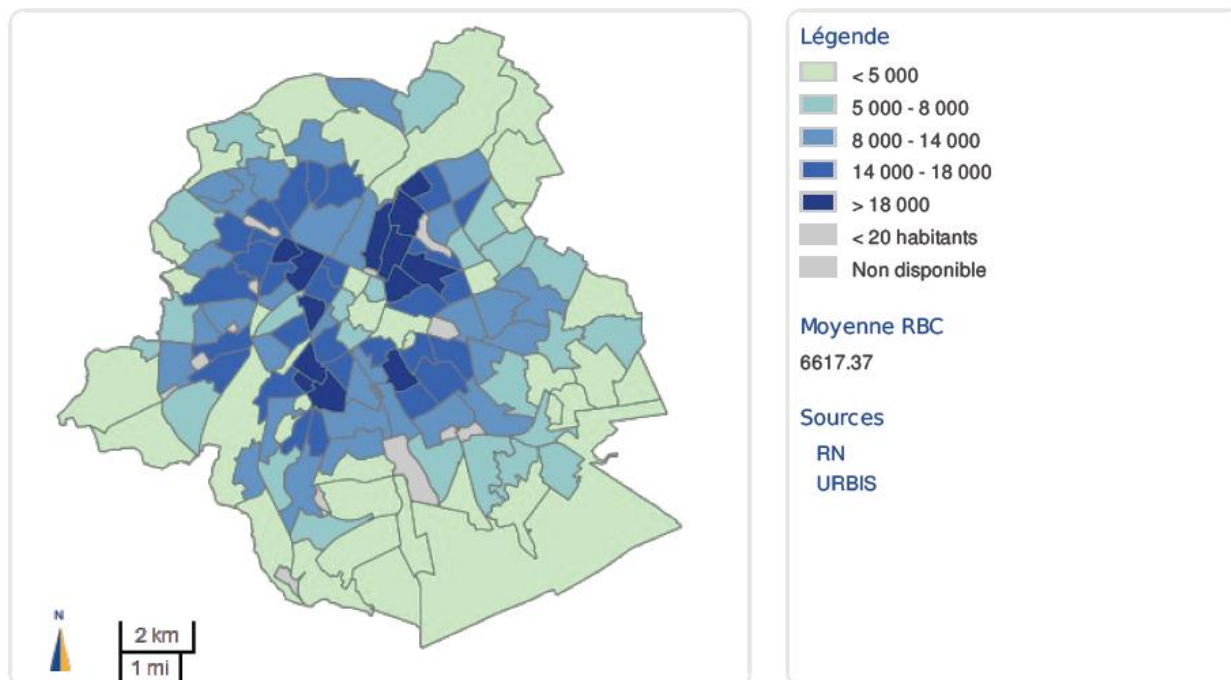 Légende
< 5 000
5 000 - 8 000
8 000 - 14 000
14 000 - 18 000
> 18 000
< 20 habitants
Non disponible
Moyenne RBC
6617.37
Sources
RN
URBIS
N
2 km
1 mi